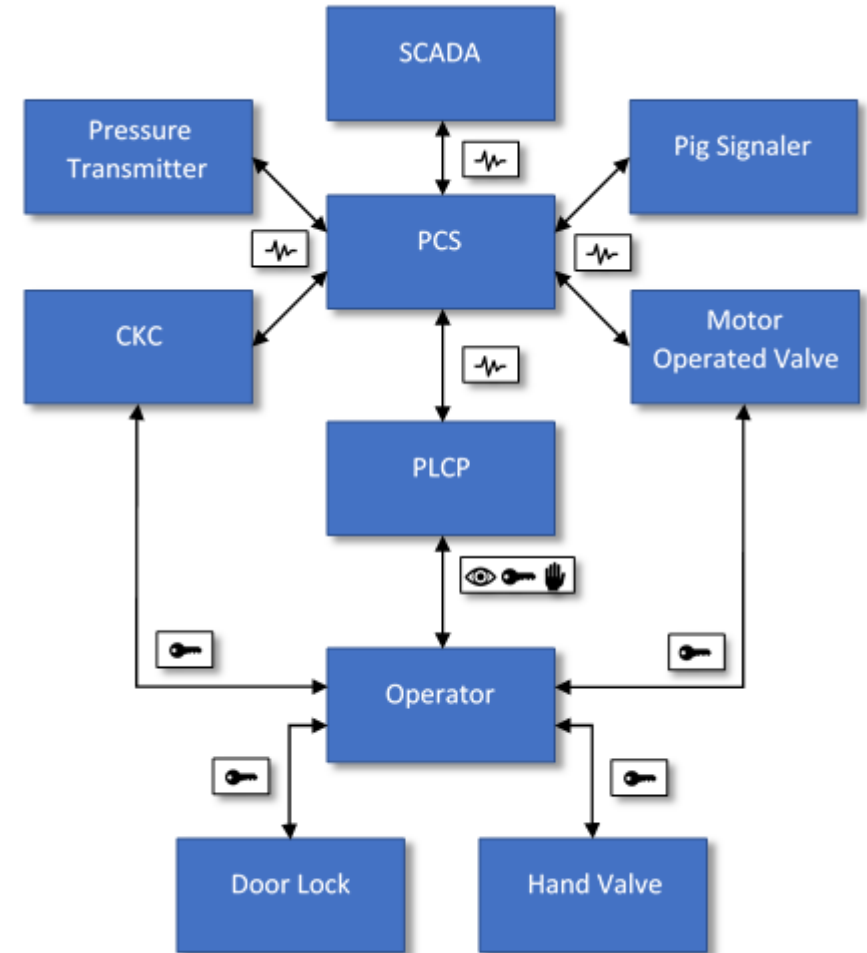 SCADA
Pressure
Transmitter
Pig Signaler
PCS
CKC
Motor
Operated Valve
PLCP
Operator
Door Lock
Hand Valve